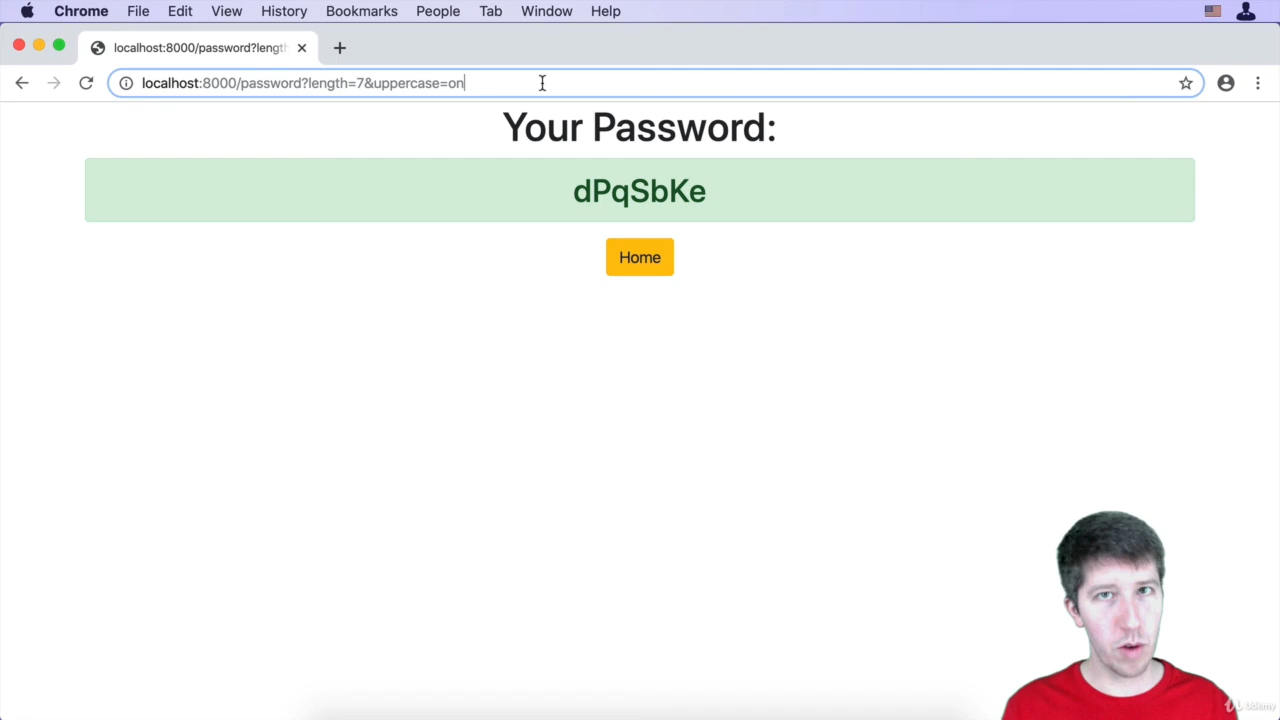 Chrome File Edit View History Bookmarks People Tab Window Help
localhost:8000/password?length
localhost:8000/password?length=7&uppercase=on
Your Password:
dPqSbKe
Home
Udemy